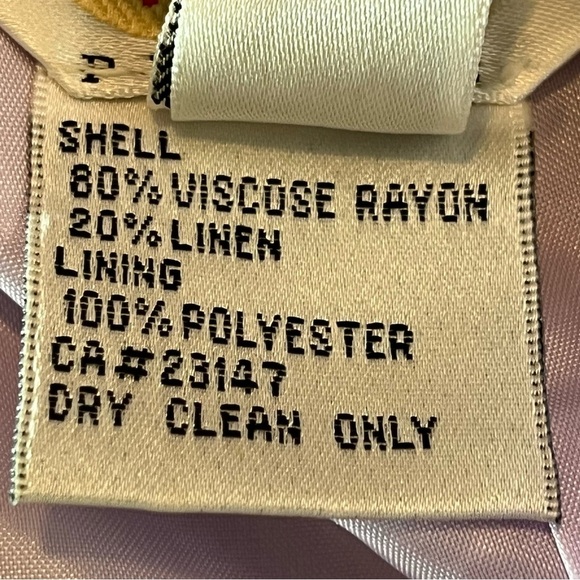 P
SHELL
80% VISCOSE RAYON
20% LINEN
LINING
100% POLYESTER
CA#23147
DRY CLEAN ONLY